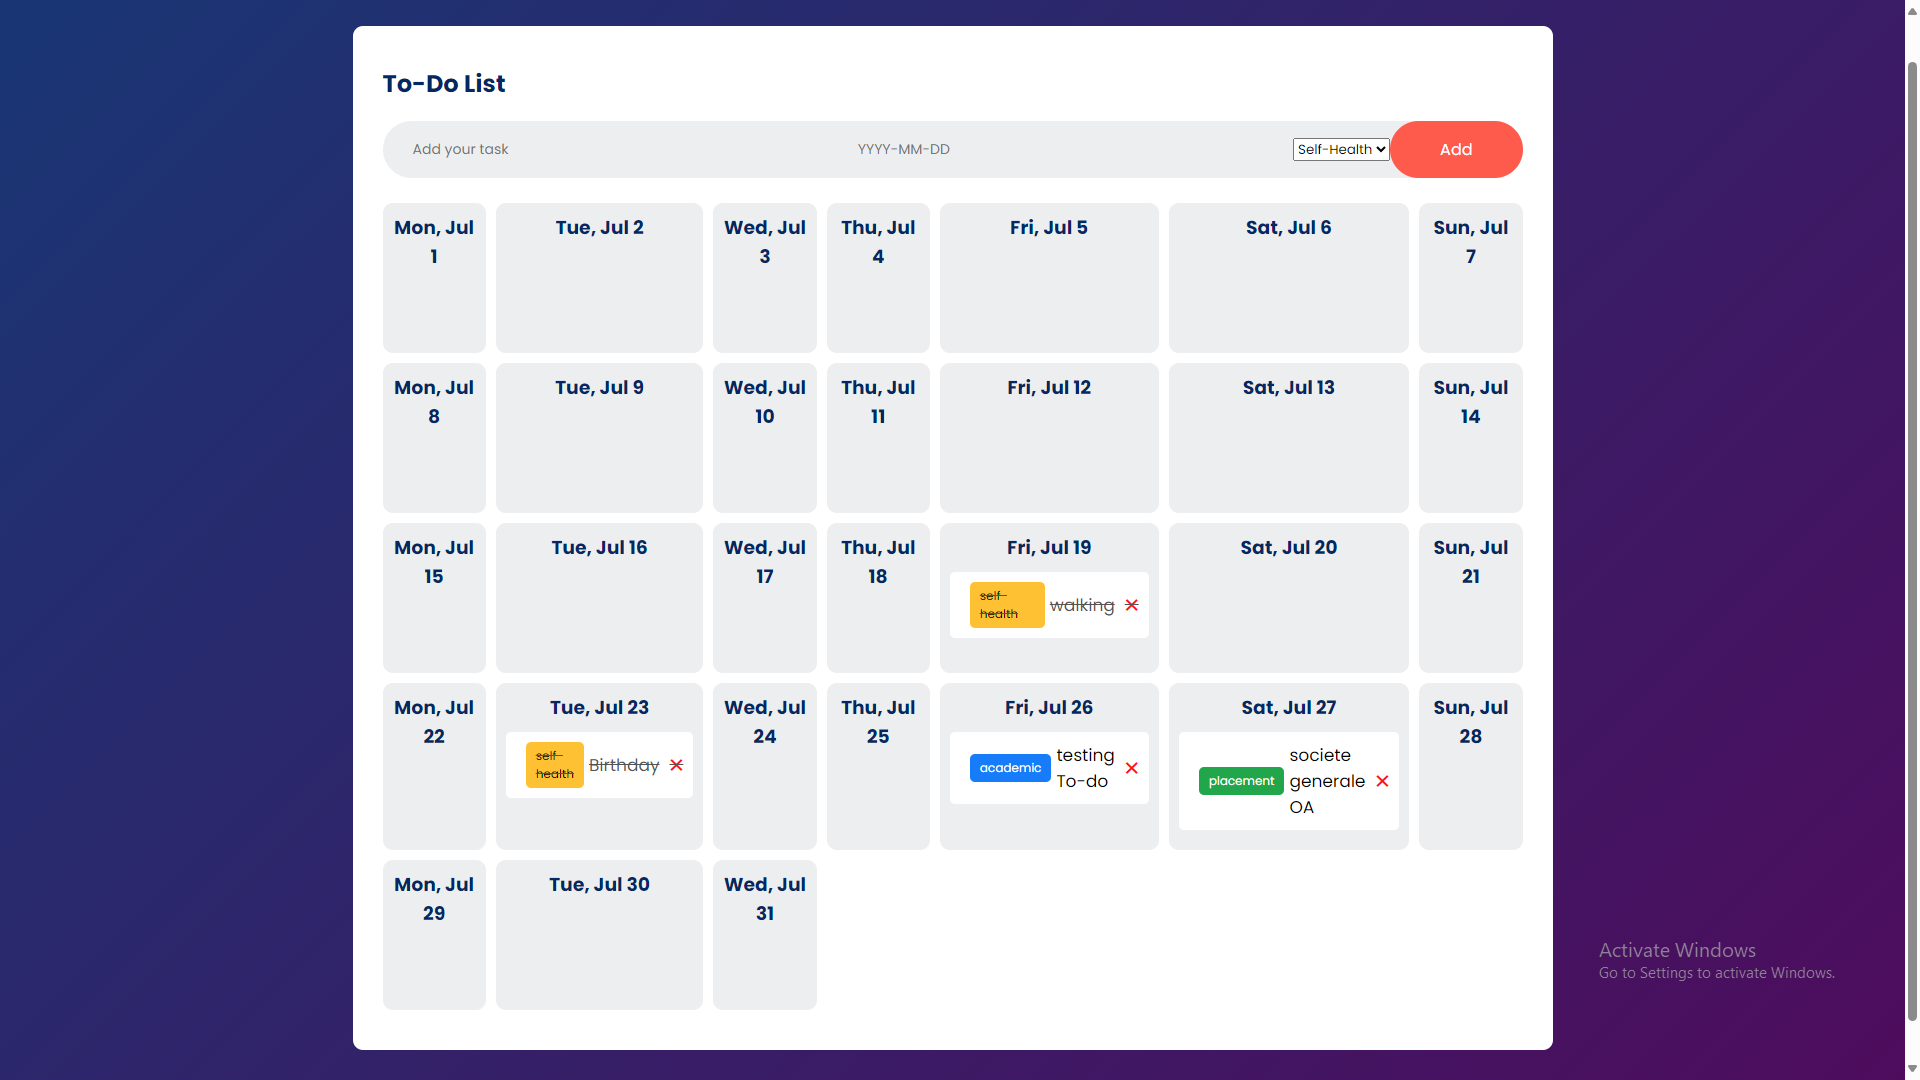 To-Do List
Add your task
YYYY-MM-DD
Self-Health
Add
Mon, Jul
1
Tue, Jul 2
Wed, Jul
3
Thu, Jul
4
Fri, Jul 5
Sat, Jul 6
Sun, Jul
7
Mon, Jul
8
Tue, Jul 9
Wed, Jul
10
Thu, Jul
11
Fri, Jul 12
Sat, Jul 13
Sun, Jul
14
Mon, Jul
15
Tue, Jul 16
Wed, Jul
17
Thu, Jul
18
Fri, Jul 19
self-
health
walking
Sat, Jul 20
Sun, Jul
21
Mon, Jul
22
Tue, Jul 23
self-
health
Birthday
Wed, Jul
24
Thu, Jul
25
Fri, Jul 26
academic
testing
To-do
Sat, Jul 27
placement
societe
generale
OA
Sun, Jul
28
Mon, Jul
29
Tue, Jul 30
Wed, Jul
31
Activate Windows
Go to Settings to activate Windows.